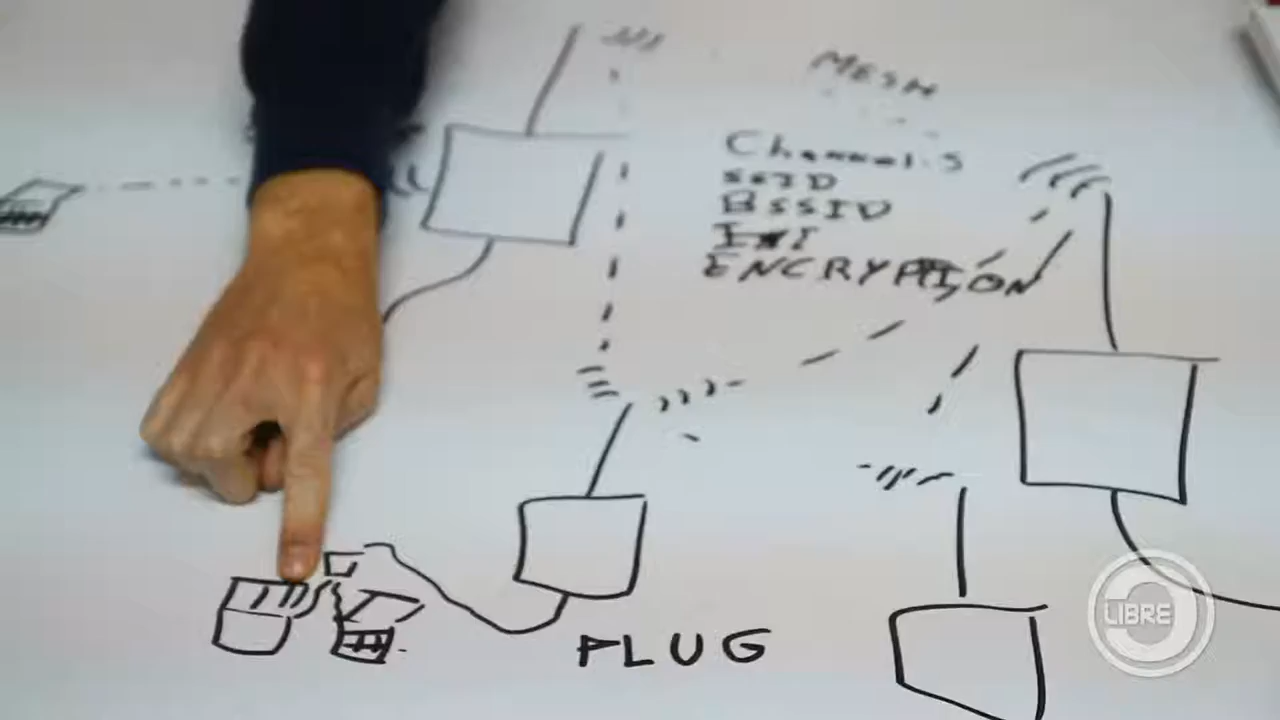 MESH
Channels
SSID
BSSID
ENCRYPTION
PLUG
LIBRE